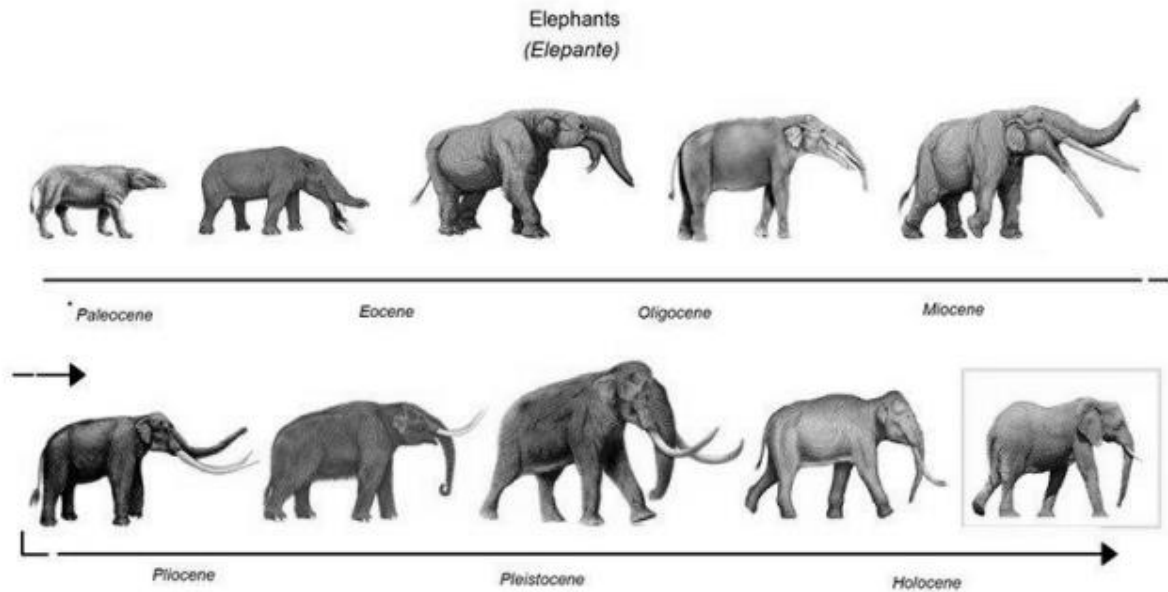 Elephants
(Elepante)
* Paleocene
Eocene
Oligocene
Miocene
Pliocene
Pleistocene
Holocene